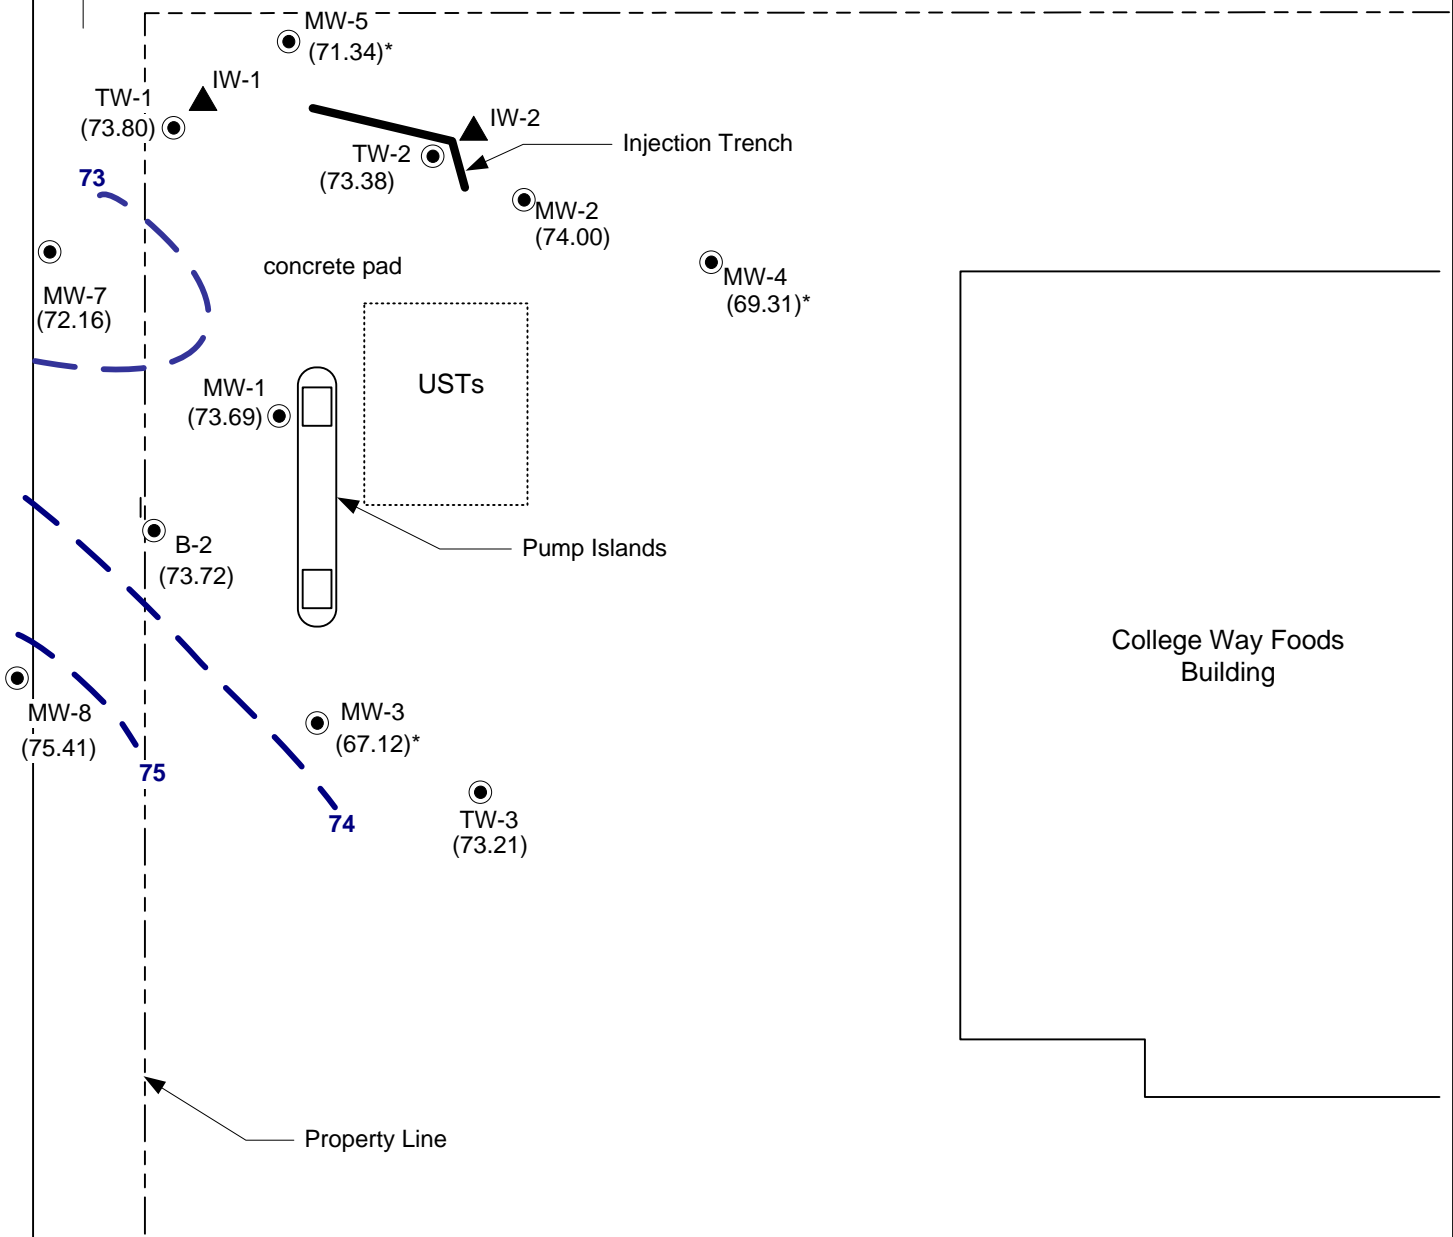 MW-5
(71.34)*
IW-1
TW-1
(73.80)
IW-2
Injection Trench
TW-2
(73.38)
73
MW-2
(74.00)
concrete pad
MW-4
(69.31)*
MW-7
(72.16)
USTs
MW-1
(73.69)
B-2
(73.72)
Pump Islands
College Way Foods
Building
MW-8
(75.41)
MW-3
(67.12)*
75
74
TW-3
(73.21)
Property Line